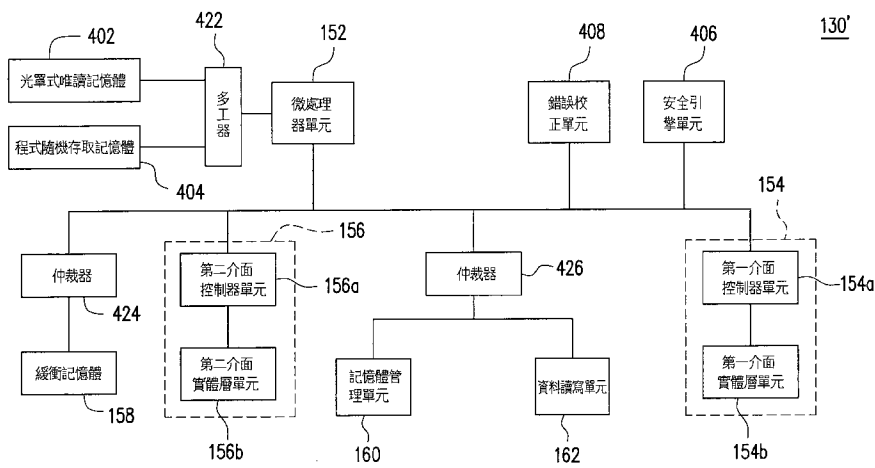 402
422
152
408
406
130'
光罩式唯讀記憶體
多工器
微處理
器單元
錯誤校
正單元
安全引
擎單元
程式隨機存取記憶體
404
156
154
仲裁器
424
第二介面
控制器單元
156a
仲裁器
426
第一介面
控制器單元
154a
緩衝記憶體
158
第二介面
實體層單元
156b
記憶體管
理單元
160
資料讀寫單元
162
第一介面
實體層單元
154b